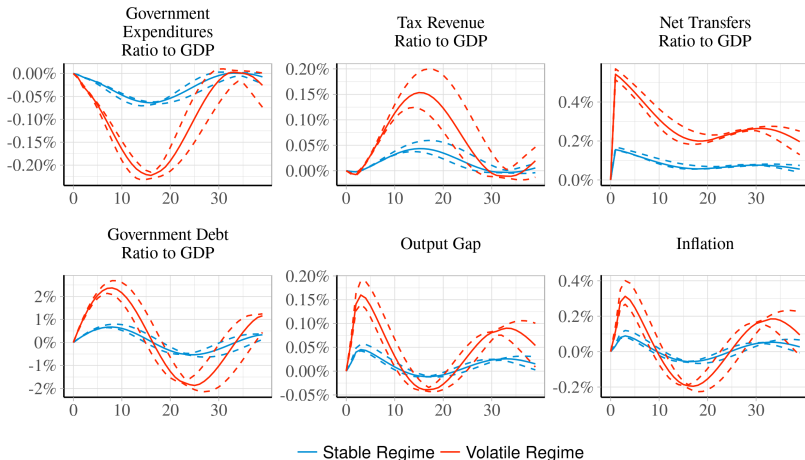 Government
Expenditures
Ratio to GDP
Tax Revenue
Ratio to GDP
Net Transfers
Ratio to GDP
0.00%
-0.05%
-0.10%
-0.15%
-0.20%
0 10 20 30
0.20%
0.15%
0.10%
0.05%
0.00%
0 10 20 30
0.4%
0.2%
0.0%
0 10 20 30
Government Debt
Ratio to GDP
Output Gap
Inflation
2%
1%
0%
-1%
-2%
0 10 20 30
0.20%
0.15%
0.10%
0.05%
0.00%
-0.05%
0 10 20 30
0.4%
0.2%
0.0%
-0.2%
0 10 20 30
Stable Regime Volatile Regime